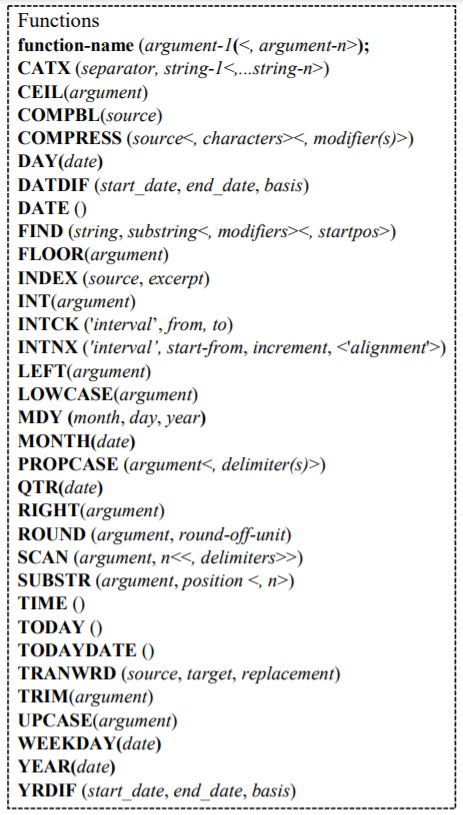 Functions
function-name (argument-1(<, argument-n>);
CATX (separator, string-1<,...string-n>)
CEIL(argument)
COMPBL(source)
COMPRESS (source<, characters><, modifier(s)>)
DAY(date)
DATDIF (start_date, end_date, basis)
DATE ()
FIND (string, substring<, modifiers><, startpos>)
FLOOR(argument)
INDEX (source, excerpt)
INT(argument)
INTCK ('interval', from, to)
INTNX ('interval', start-from, increment, <'alignment'>)
LEFT(argument)
LOWCASE(argument)
MDY (month, day, year)
MONTH(date)
PROPCASE (argument<, delimiter(s)>)
QTR(date)
RIGHT(argument)
ROUND (argument, round-off-unit)
SCAN (argument, n<<, delimiters>>)
SUBSTR (argument, position <, n>)
TIME ()
TODAY ()
TODAYDATE ()
TRANWRD (source, target, replacement)
TRIM(argument)
UPCASE(argument)
WEEKDAY(date)
YEAR(date)
YRDIF (start_date, end_date, basis)